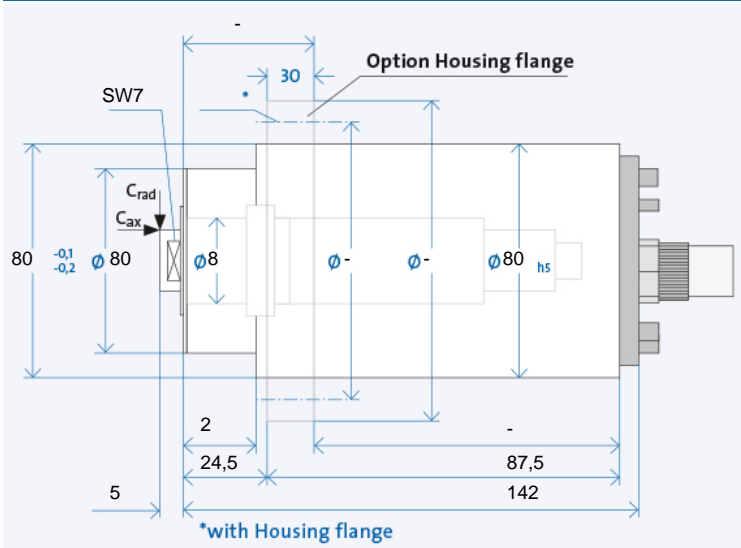 -
30
Option Housing flange
SW7
*
Crad
Cax
80 -0,1 -0,2 Ø 80 Ø8 Ø- Ø- Ø80 h5
2 -
24,5 87,5
5 142
*with Housing flange